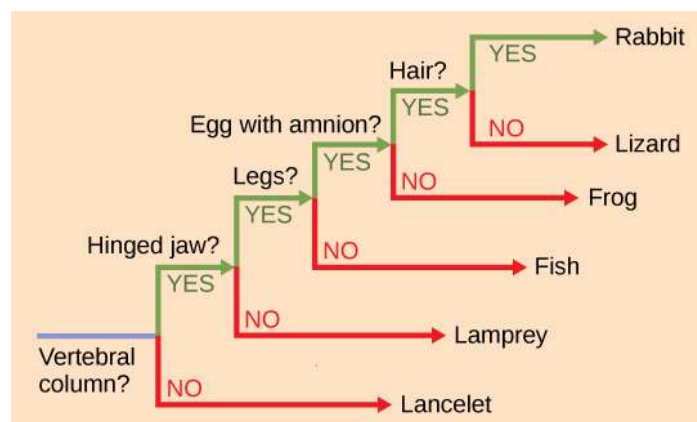 YES
Rabbit
Hair?
YES
NO
Lizard
Egg with amnion?
YES
NO
Frog
Legs?
YES
NO
Fish
Hinged jaw?
YES
NO
Lamprey
Vertebral
column?
NO
Lancelet